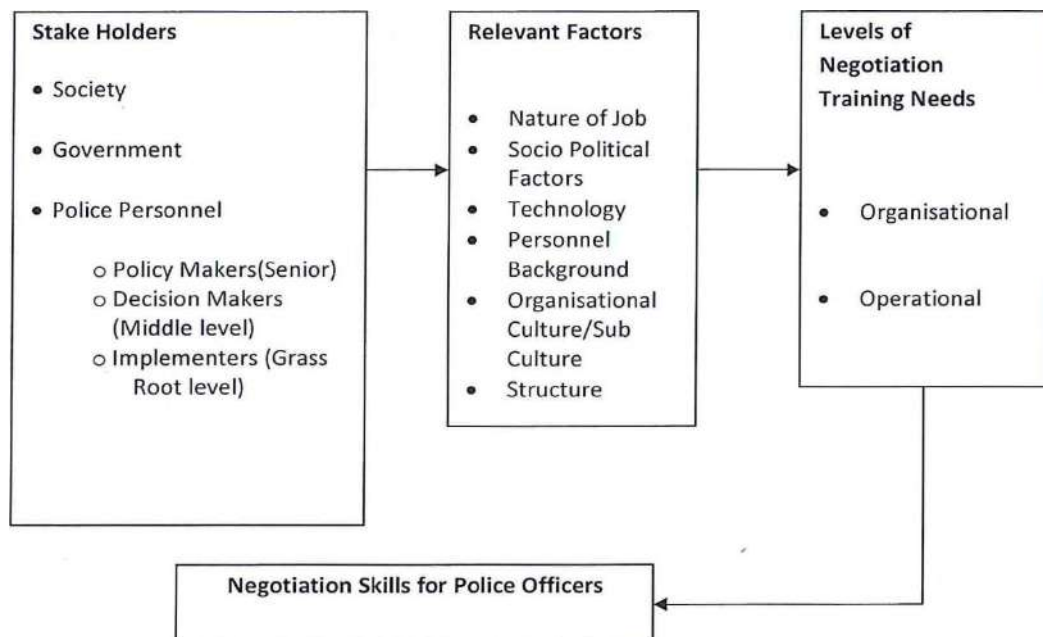 Stake Holders
• Society
• Government
• Police Personnel
o Policy Makers(Senior)
o Decision Makers
(Middle level)
o Implementers (Grass
Root level)
Relevant Factors
• Nature of Job
• Socio Political
Factors
• Technology
• Personnel
Background
• Organisational
Culture/Sub
Culture
• Structure
Levels of
Negotiation
Training Needs
• Organisational
• Operational
Negotiation Skills for Police Officers